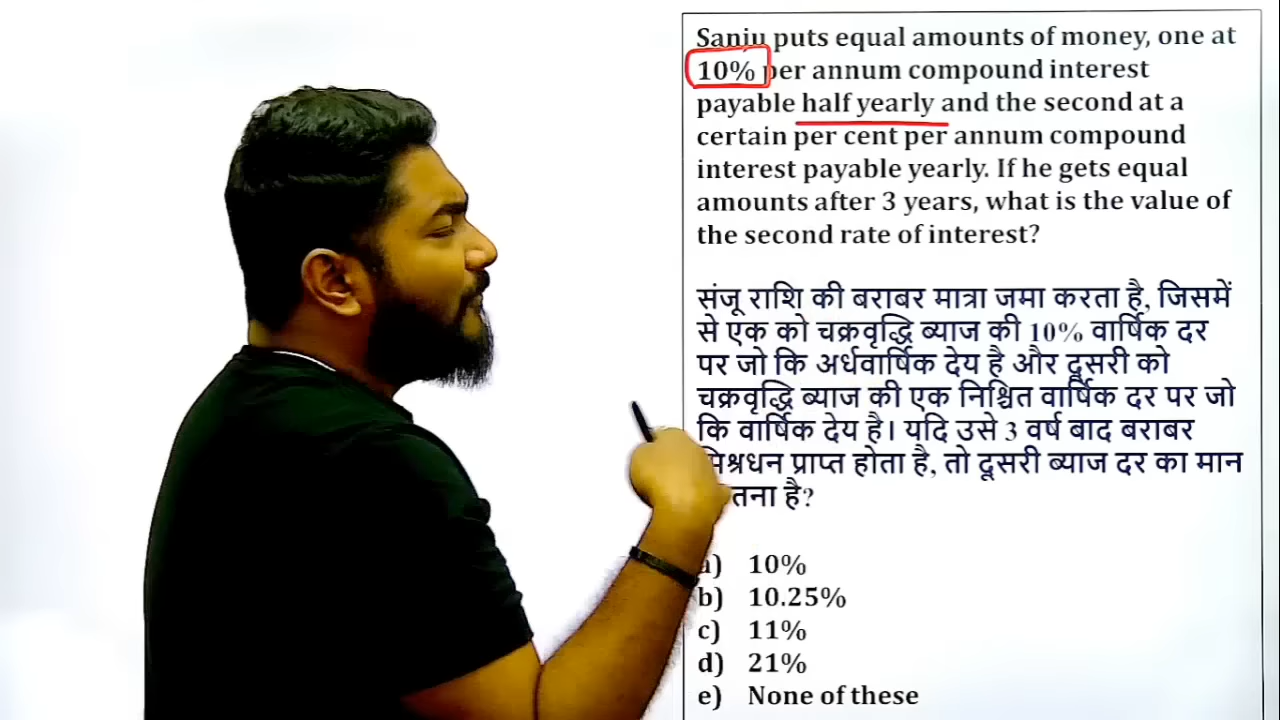 Sanju puts equal amounts of money, one at
10% per annum compound interest
payable half yearly and the second at a
certain per cent per annum compound
interest payable yearly. If he gets equal
amounts after 3 years, what is the value of
the second rate of interest?
संजू राशि की बराबर मात्रा जमा करता है, जिसमें
से एक को चक्रवृद्धि ब्याज की 10% वार्षिक दर
पर जो कि अर्धवार्षिक देय है और दूसरी को
चक्रवृद्धि ब्याज की एक निश्चित वार्षिक दर पर जो
कि वार्षिक देय है। यदि उसे 3 वर्ष बाद बराबर
प्राप्त होता है, तो दूसरी ब्याज दर का मान
है?
a) 10%
b) 10.25%
c) 11%
d) 21%
e) None of these